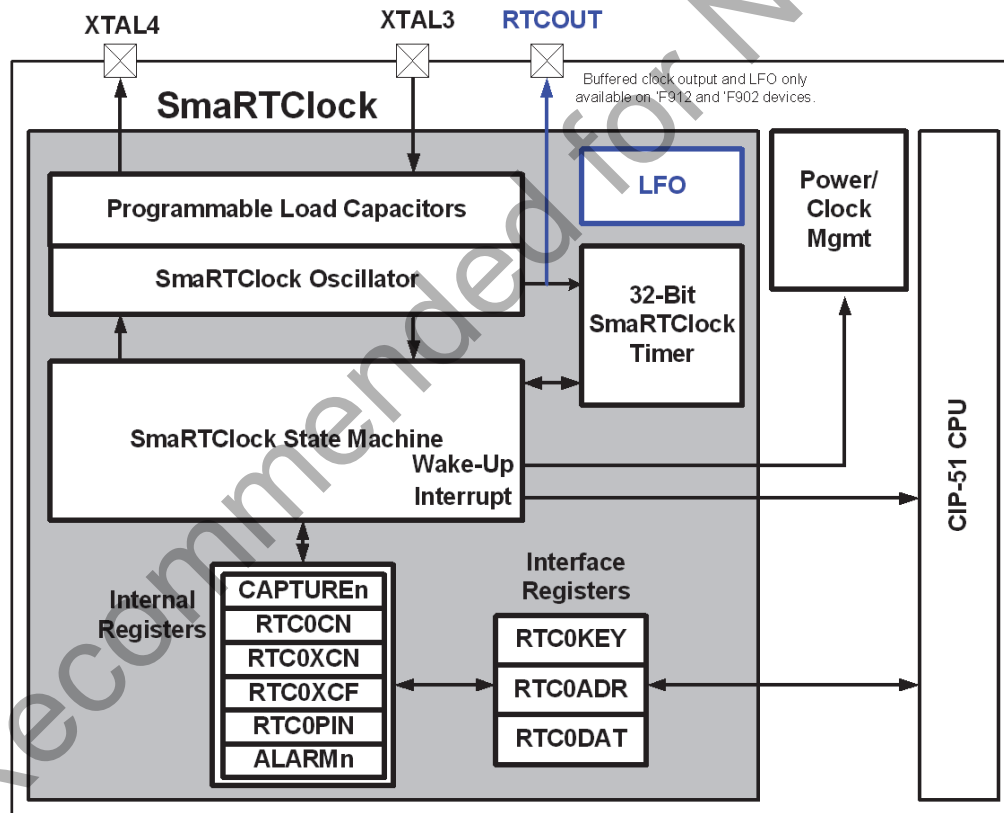 XTAL4
XTAL3
RTCOUT
Buffered clock output and LFO only
available on 'F912 and 'F902 devices.
SmaRTClock
LFO
Power/
Clock
Mgmt
Programmable Load Capacitors
SmaRTClock Oscillator
32-Bit
SmaRTClock
Timer
SmaRTClock State Machine
Wake-Up
Interrupt
CIP-51 CPU
Internal
Registers
CAPTUREn
RTC0CN
RTC0XCN
RTC0XCF
RTC0PIN
ALARMn
Interface
Registers
RTC0KEY
RTC0ADR
RTC0DAT
ecommended for N